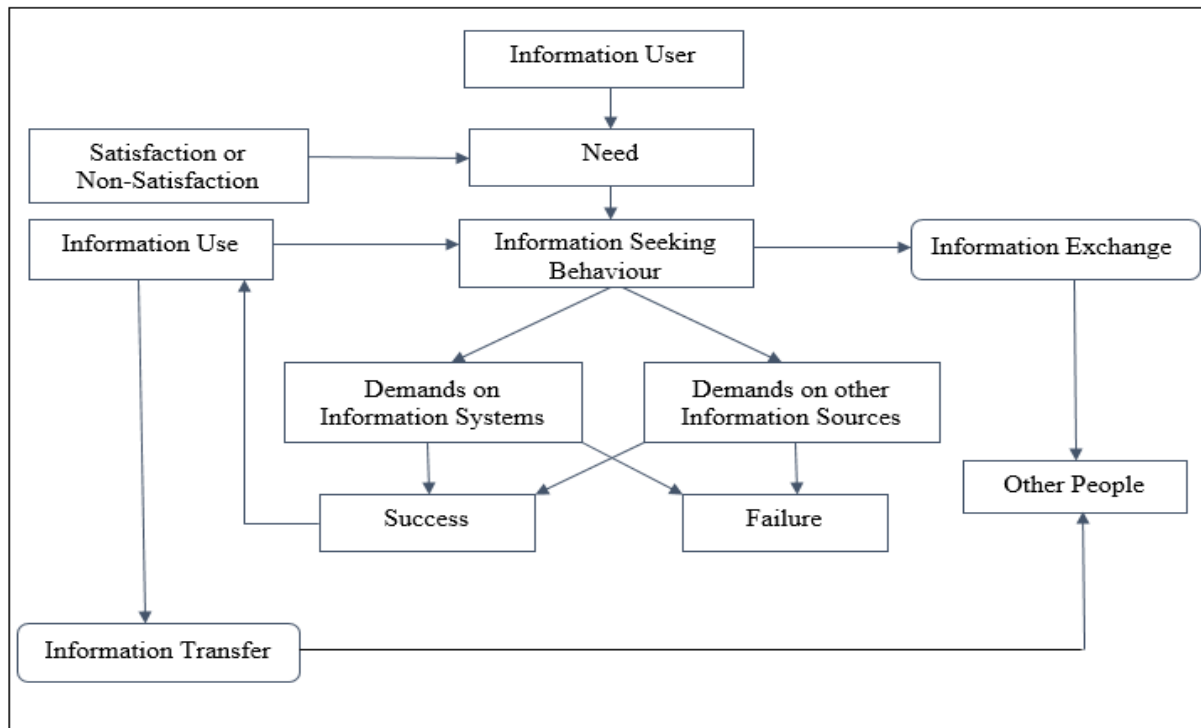 Information User
Satisfaction or
Non-Satisfaction
Need
Information Use
Information Seeking
Behaviour
Information Exchange
Demands on
Information Systems
Demands on other
Information Sources
Other People
Success
Failure
Information Transfer